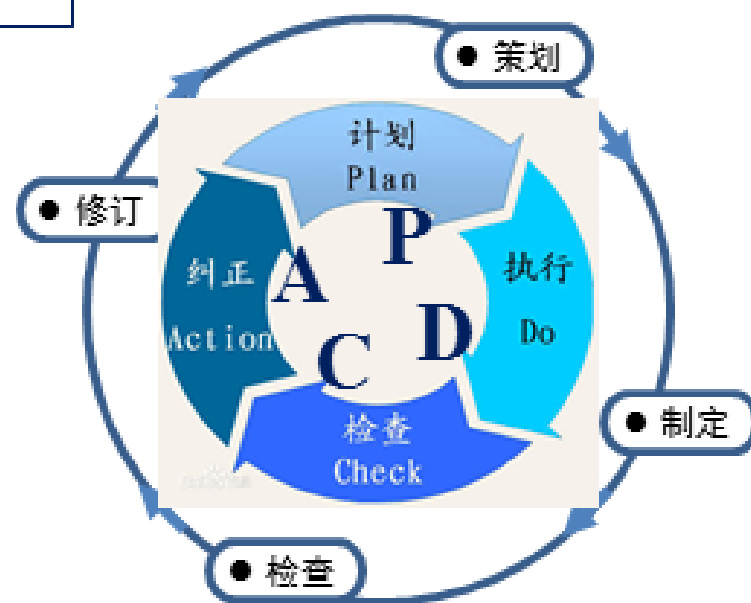 ● 策划
计划
Plan
● 修订
P
执行
Do
纠正
Action
A
D
C
● 制定
检查
Check
● 检查